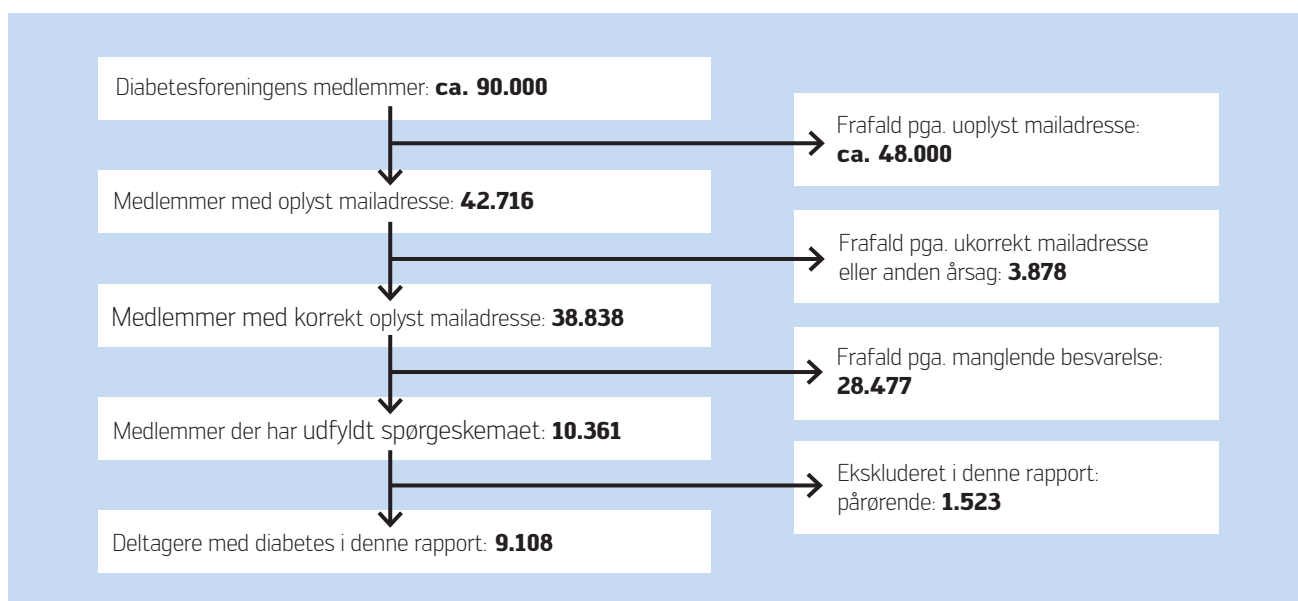 Diabetesforeningens medlemmer: ca. 90.000
Frafald pga. uoplyst mailadresse:
ca. 48.000
Medlemmer med oplyst mailadresse: 42.716
Frafald pga. ukorrekt mailadresse
eller anden årsag: 3.878
Medlemmer med korrekt oplyst mailadresse: 38.838
Frafald pga. manglende besvarelse:
28.477
Medlemmer der har udfyldt spørgeskemaet: 10.361
Ekskluderet i denne rapport:
pårørende: 1.523
Deltagere med diabetes i denne rapport: 9.108